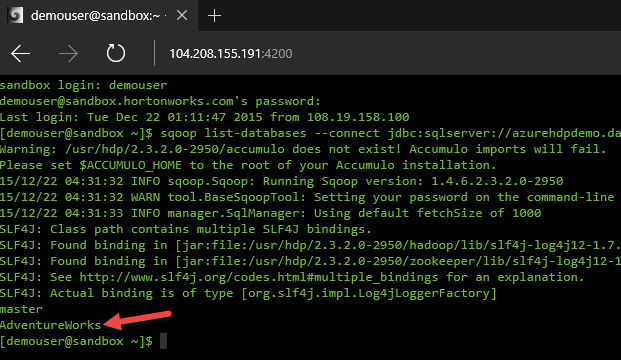 demouser@sandbox:~
104.208.155.191:4200
sandbox login: demouser
demouser@sandbox.hortonworks.com's password:
Last login: Tue Dec 22 01:11:47 2015 from 108.19.158.100
[demouser@sandbox ~]$ sqoop list-databases --connect jdbc:sqlserver://azurehdpdemo.da
Warning: /usr/hdp/2.3.2.0-2950/accumulo does not exist! Accumulo imports will fail.
Please set $ACCUMULO_HOME to the root of your Accumulo installation.
15/12/22 04:31:32 INFO sqoop.Sqoop: Running Sqoop version: 1.4.6.2.3.2.0-2950
15/12/22 04:31:32 WARN tool.BaseSqoopTool: Setting your password on the command-line
15/12/22 04:31:33 INFO manager.SqlManager: Using default fetchSize of 1000
SLF4J: Class path contains multiple SLF4J bindings.
SLF4J: Found binding in [jar:file:/usr/hdp/2.3.2.0-2950/hadoop/lib/slf4j-log4j12-1.7.
SLF4J: Found binding in [jar:file:/usr/hdp/2.3.2.0-2950/zookeeper/lib/slf4j-log4j12-1
SLF4J: See http://www.slf4j.org/codes.html#multiple_bindings for an explanation.
SLF4J: Actual binding is of type [org.slf4j.impl.Log4jLoggerFactory]
master
AdventureWorks
[demouser@sandbox ~]$